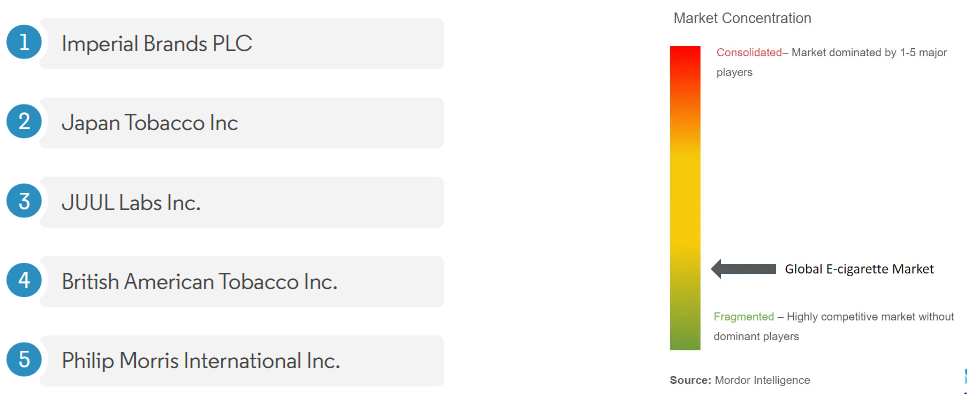 1 Imperial Brands PLC
2 Japan Tobacco Inc
3 JUUL Labs Inc.
4 British American Tobacco Inc.
5 Philip Morris International Inc.
Market Concentration
Consolidated– Market dominated by 1-5 major
players
Global E-cigarette Market
Fragmented – Highly competitive market without
dominant players
Source: Mordor Intelligence